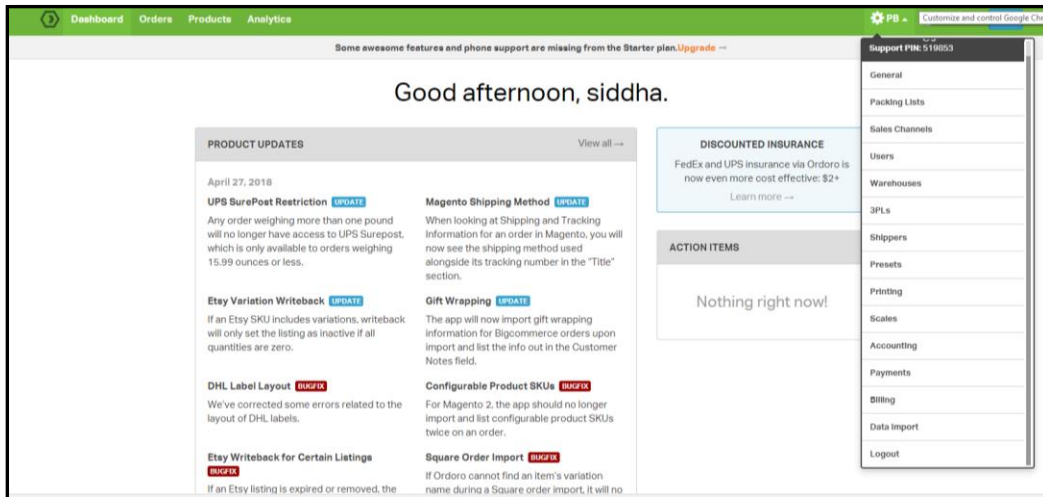 Dashboard Orders Products Analytics
PB
Customize and control Google Chr
Some awesome features and phone support are missing from the Starter plan.Upgrade →
Support PIN: 519853
General
Packing Lists
Sales Channels
Users
Warehouses
3PLs
Shippers
Presets
Printing
Scales
Accounting
Payments
Billing
Data Import
Logout
Good afternoon, siddha.
PRODUCT UPDATES View all →
April 27, 2018
UPS SurePost Restriction UPDATE
Any order weighing more than one pound
will no longer have access to UPS Surepost,
which is only available to orders weighing
15.99 ounces or less.
Magento Shipping Method UPDATE
When looking at Shipping and Tracking
Information for an order in Magento, you will
now see the shipping method used
alongside its tracking number in the "Title"
section.
Etsy Variation Writeback UPDATE
If an Etsy SKU includes variations, writeback
will only set the listing as inactive if all
quantities are zero.
Gift Wrapping UPDATE
The app will now import gift wrapping
information for Bigcommerce orders upon
import and list the info out in the Customer
Notes field.
DHL Label Layout BUGFIX
We've corrected some errors related to the
layout of DHL labels.
Configurable Product SKUs BUGFIX
For Magento 2, the app should no longer
import and list configurable product SKUs
twice on an order.
Etsy Writeback for Certain Listings
BUGFIX
If an Etsy listing is expired or removed, the
Square Order Import BUGFIX
If Ordoro cannot find an item's variation
name during a Square order import, it will no
DISCOUNTED INSURANCE
FedEx and UPS insurance via Ordoro is
now even more cost effective: $2+
Learn more →
ACTION ITEMS
Nothing right now!